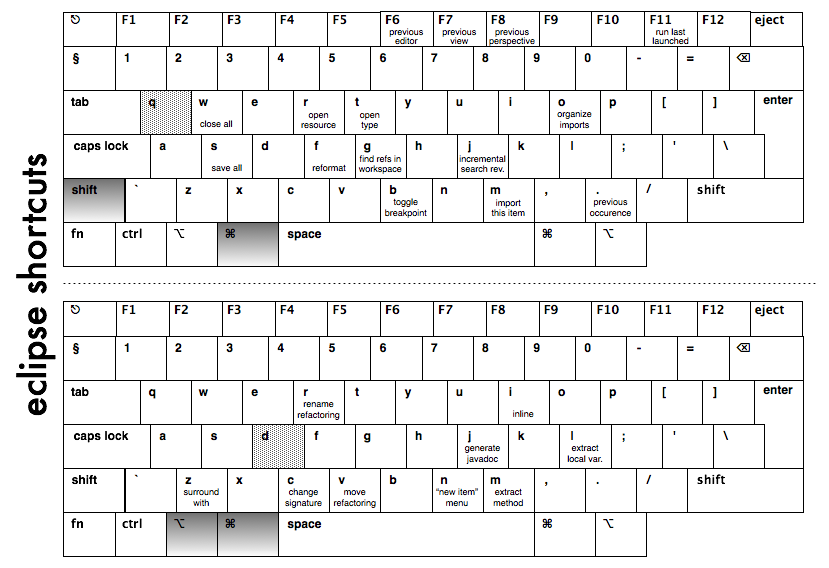 eclipse shortcuts
⎋ F1 F2 F3 F4 F5 F6 F7 F8 F9 F10 F11 F12 eject
previous editor previous view previous perspective run last launched
§ 1 2 3 4 5 6 7 8 9 0 - = ⌫
tab q w e r t y u i o p [ ] enter
close all open resource open type organize imports
caps lock a s d f g h j k l ; ' \
save all reformat find refs in workspace incremental search rev.
shift ` z x c v b n m , . / shift
toggle breakpoint import this item previous occurence
fn ctrl ⌥ ⌘ space ⌘ ⌥
⎋ F1 F2 F3 F4 F5 F6 F7 F8 F9 F10 F11 F12 eject
§ 1 2 3 4 5 6 7 8 9 0 - = ⌫
tab q w e r t y u i o p [ ] enter
rename refactoring inline
caps lock a s d f g h j k l ; ' \
generate javadoc extract local var.
shift ` z x c v b n m , . / shift
surround with change signature move refactoring "new item" menu extract method
fn ctrl ⌥ ⌘ space ⌘ ⌥